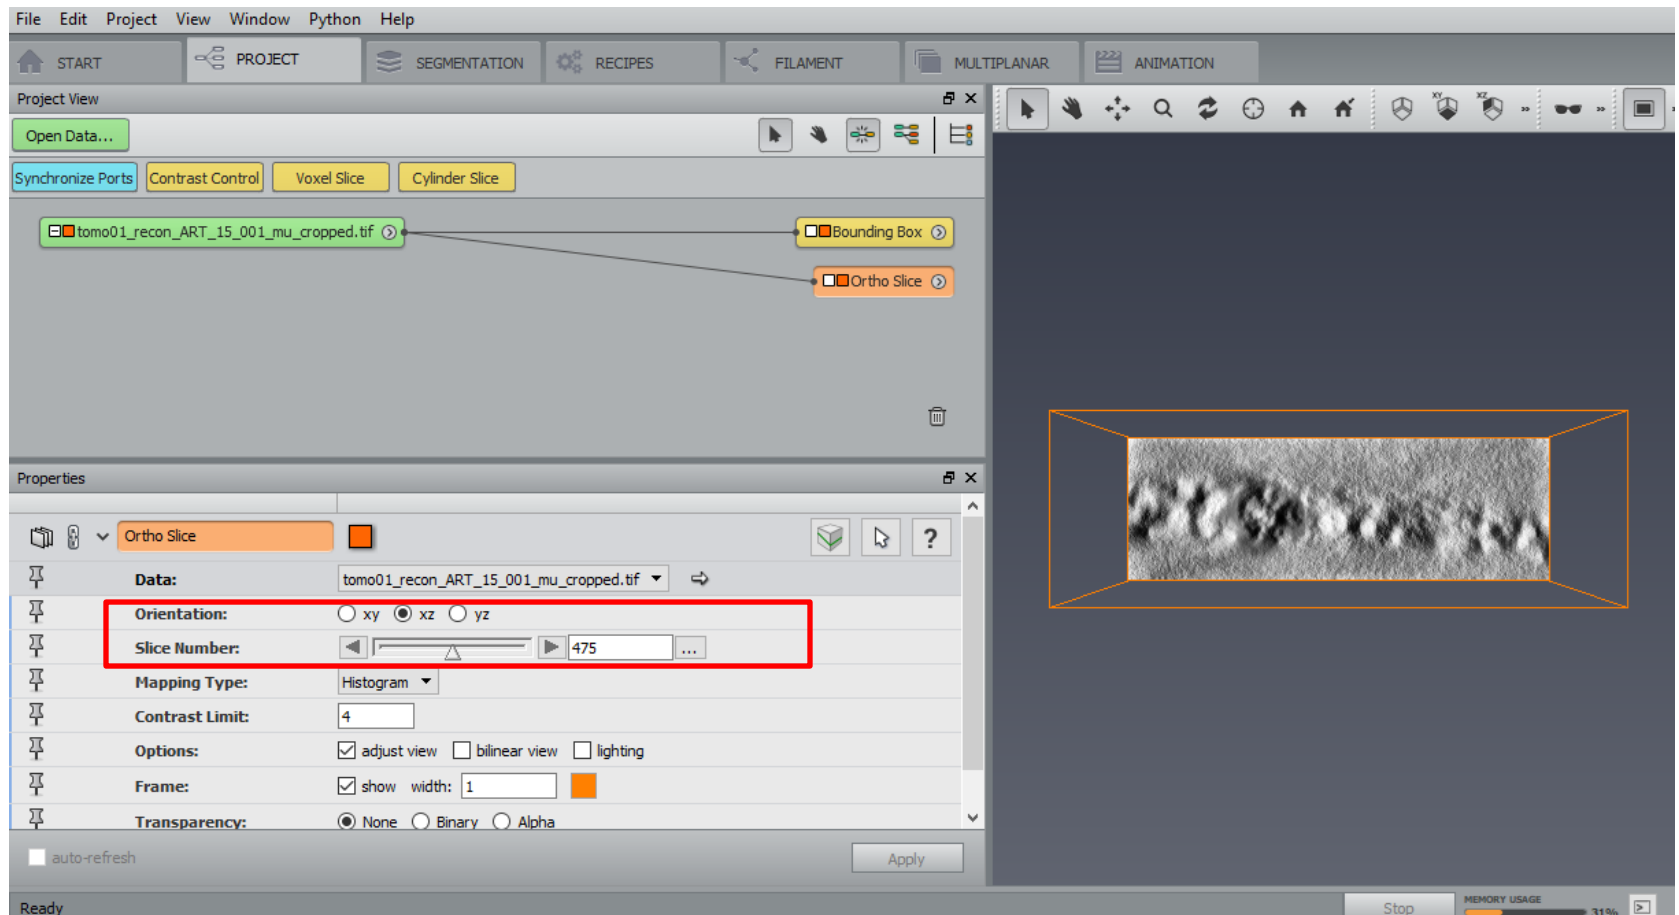 File Edit Project View Window Python Help
START PROJECT SEGMENTATION RECIPES FILAMENT MULTIPLANAR ANIMATION
Project View
Open Data...
XY XZ » »
Synchronize Ports Contrast Control Voxel Slice Cylinder Slice
tomo01_recon_ART_15_001_mu_cropped.tif Bounding Box
Ortho Slice
Properties
Ortho Slice ?
Data: tomo01_recon_ART_15_001_mu_cropped.tif
Orientation: xy xz yz
Slice Number: 475 ...
Mapping Type: Histogram
Contrast Limit: 4
Options: adjust view bilinear view lighting
Frame: show width: 1
Transparency: None Binary Alpha
auto-refresh Apply
Ready Stop MEMORY USAGE 31%